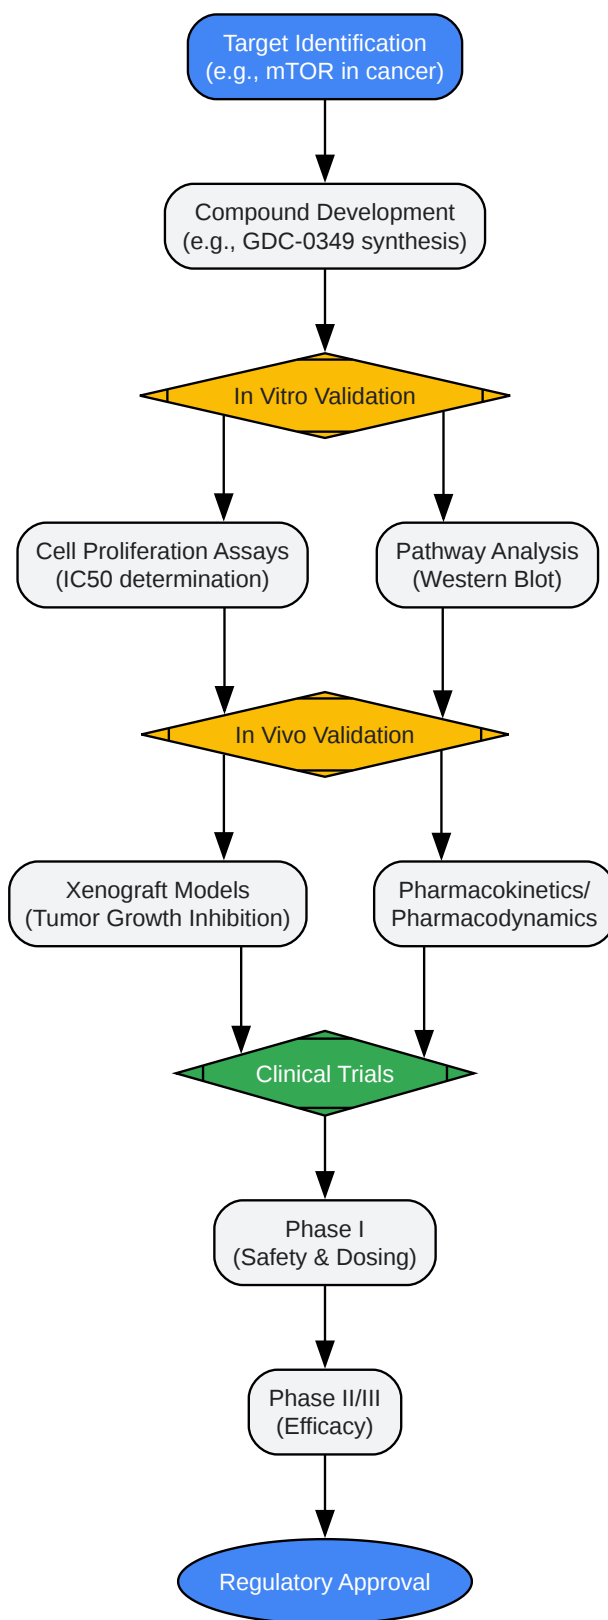 Target Identification
(e.g., mTOR in cancer)
Compound Development
(e.g., GDC-0349 synthesis)
In Vitro Validation
Cell Proliferation Assays
(IC50 determination)
Pathway Analysis
(Western Blot)
In Vivo Validation
Xenograft Models
(Tumor Growth Inhibition)
Pharmacokinetics/
Pharmacodynamics
Clinical Trials
Phase I
(Safety & Dosing)
Phase II/III
(Efficacy)
Regulatory Approval